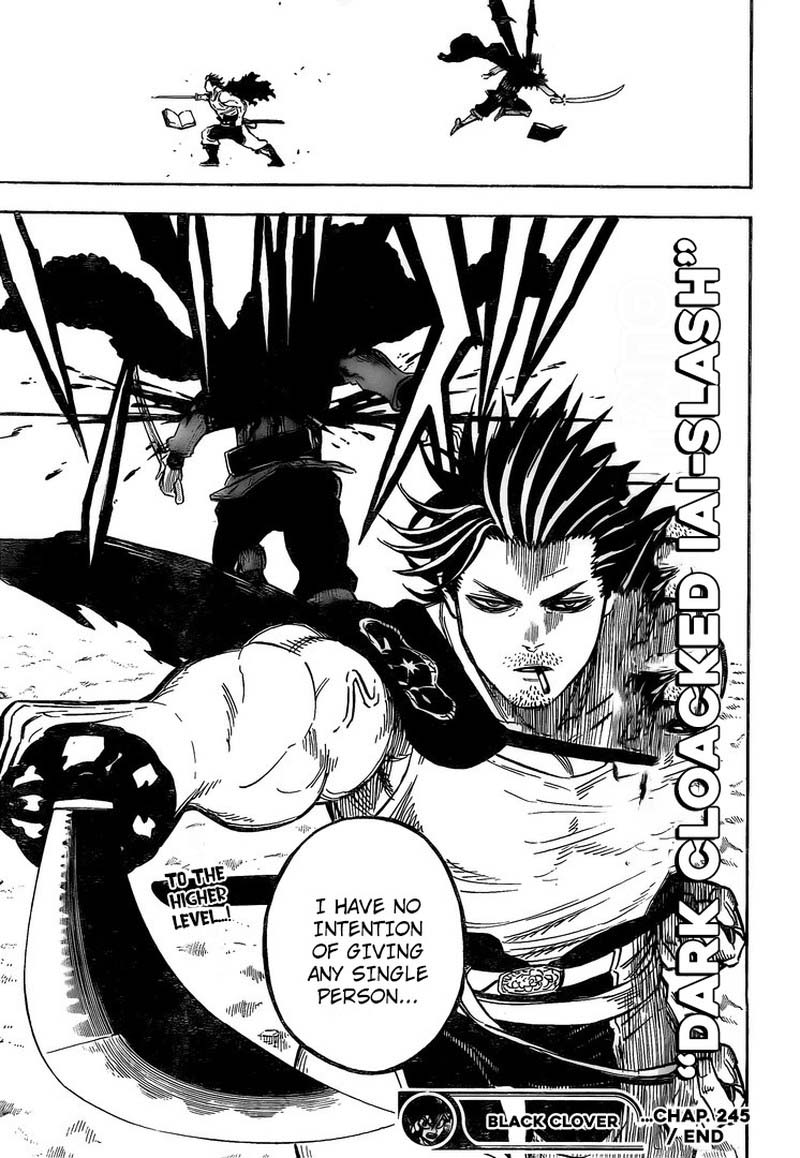 "DARK CLOACKED IAI-SLASH"
TO THE
HIGHER
LEVEL...!
I HAVE NO
INTENTION
OF GIVING
ANY SINGLE
PERSON...
BLACK CLOVER
...CHAP 245
/ END